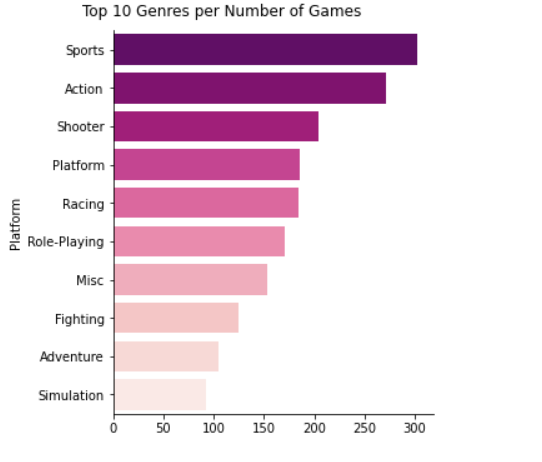 Top 10 Genres per Number of Games
Sports
Action
Shooter
Platform
Racing
Platform
Role-Playing
Misc
Fighting
Adventure
Simulation
0 50 100 150 200 250 300